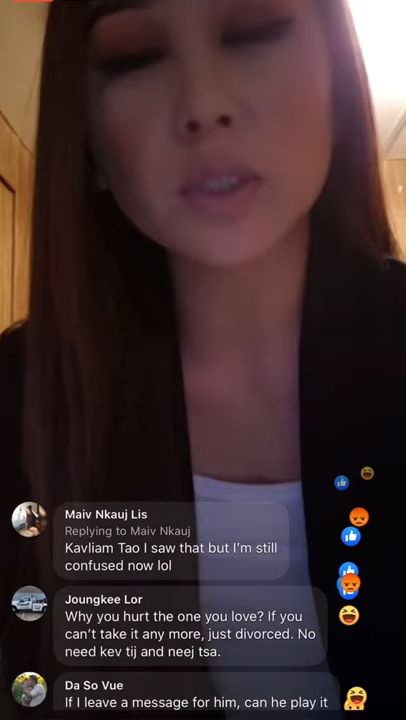 Maiv Nkauj Lis
Replying to Maiv Nkauj
Kavliam Tao I saw that but I'm still
confused now lol
Joungkee Lor
Why you hurt the one you love? If you
can't take it any more, just divorced. No
need kev tij and neej tsa.
Da So Vue
If I leave a message for him, can he play it